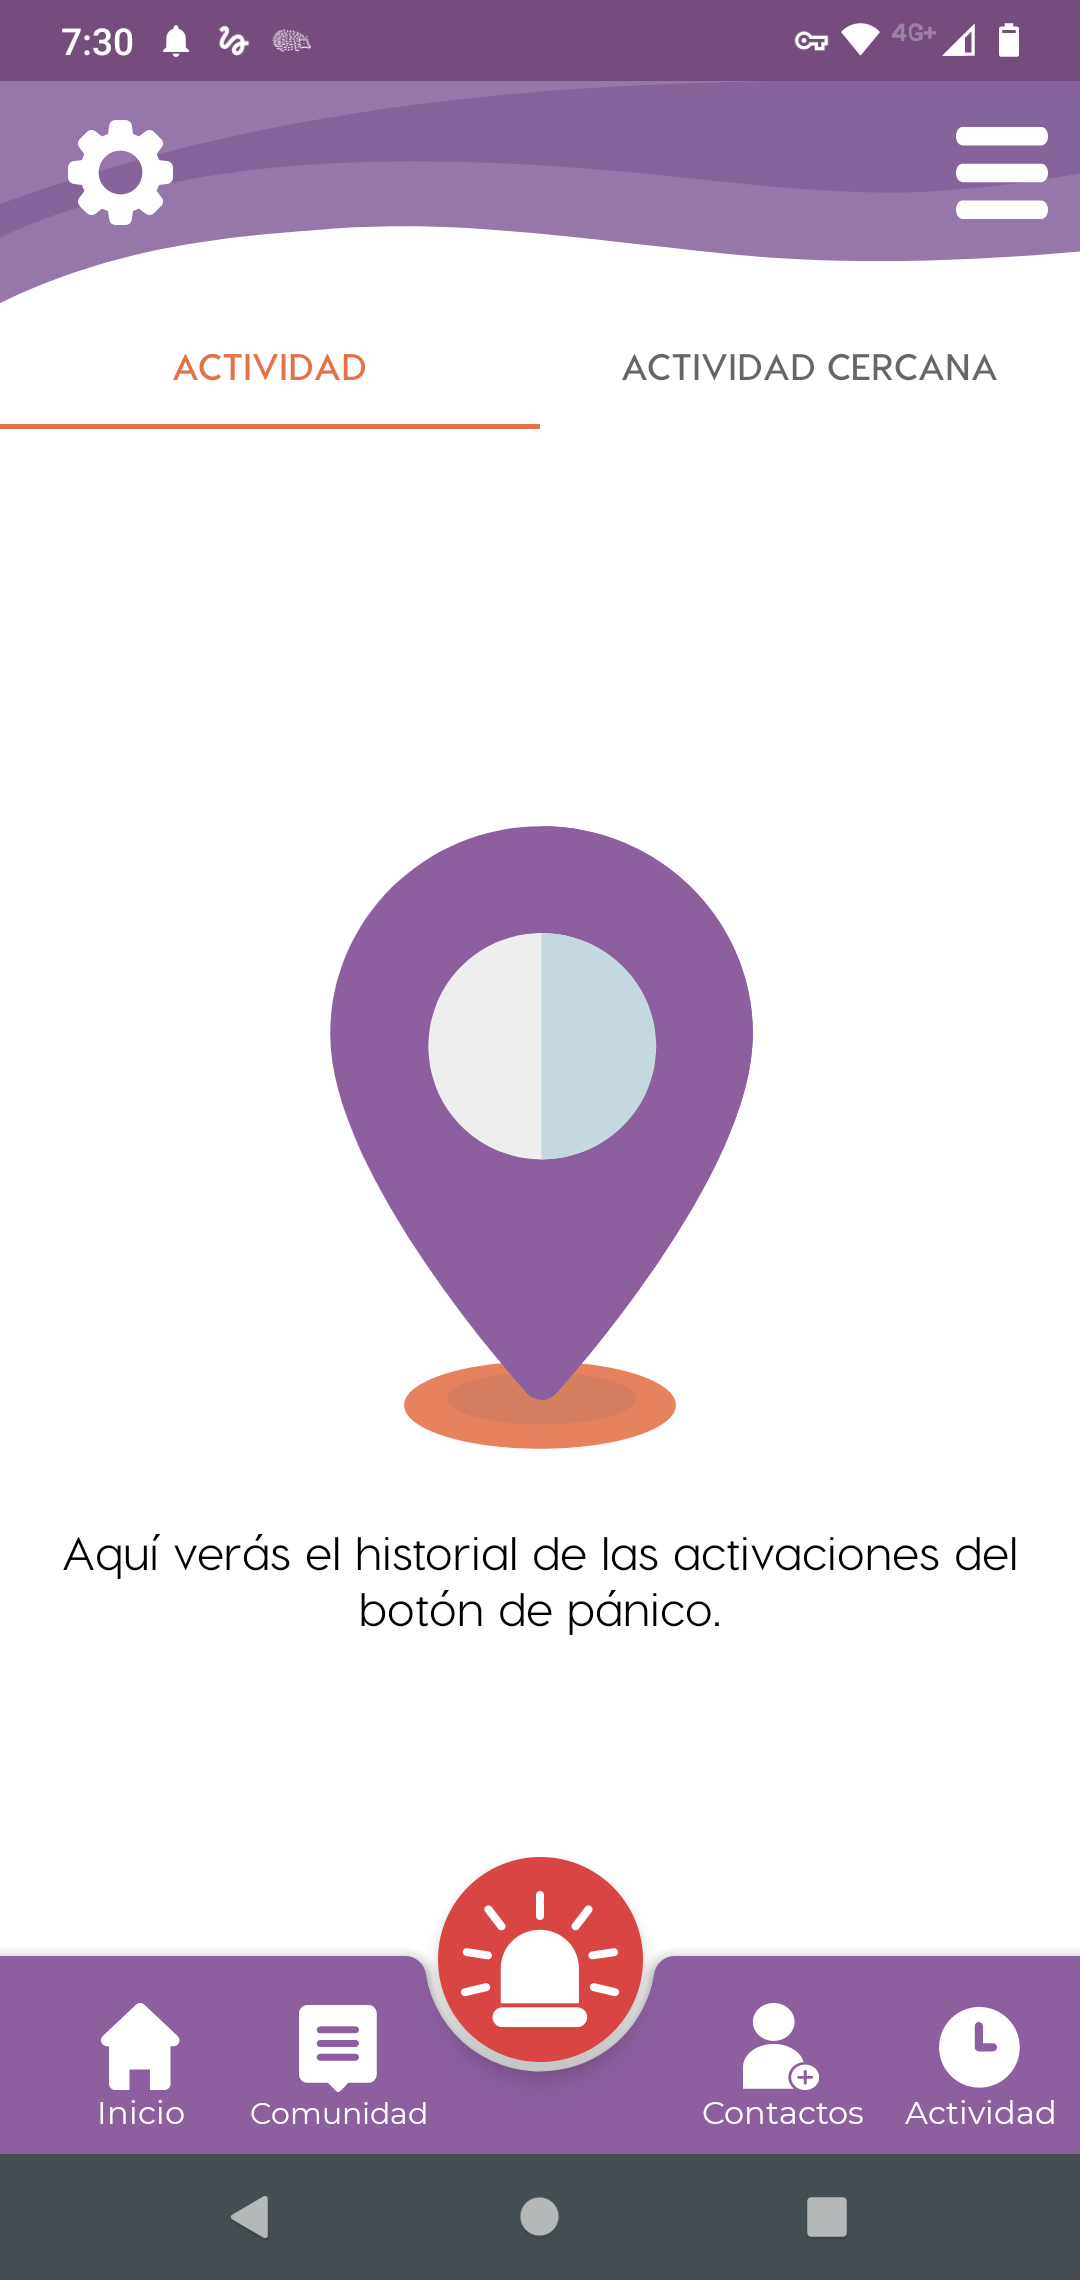 7:30
4G+
ACTIVIDAD
ACTIVIDAD CERCANA
Aquí verás el historial de las activaciones del
botón de pánico.
Inicio
Comunidad
Contactos
Actividad